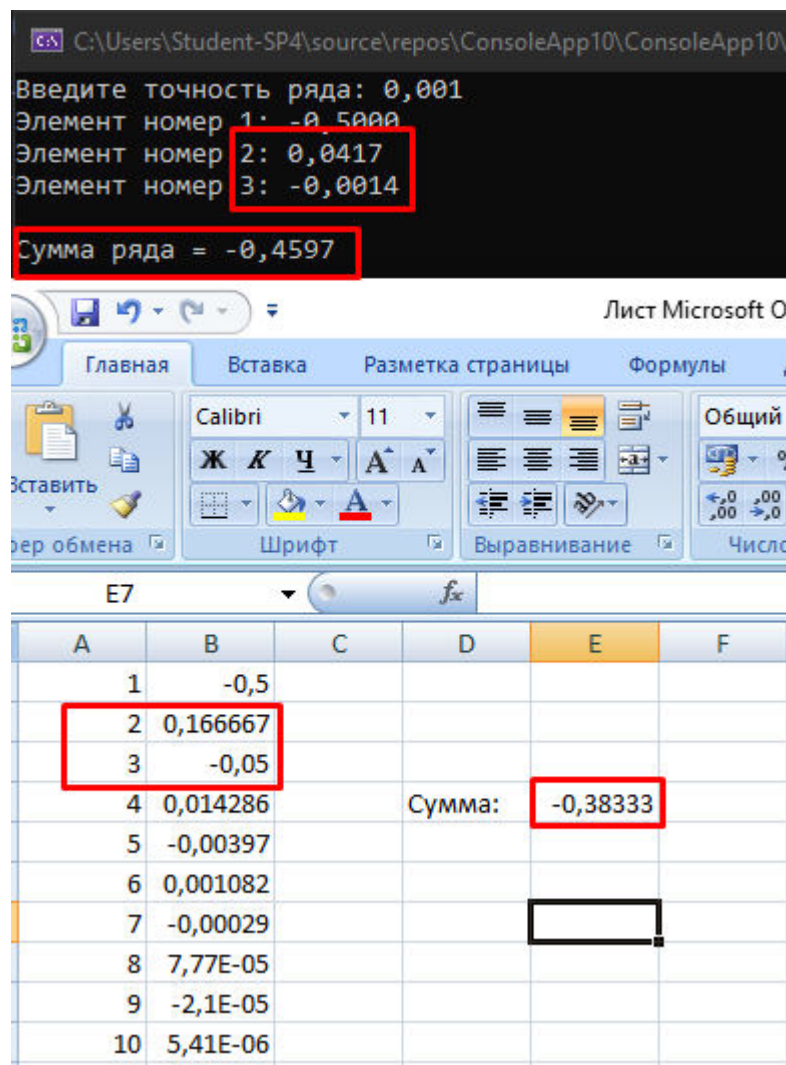 C:\Users\Student-SP4\source\repos\ConsoleApp10\ConsoleApp10\
Введите точность ряда: 0,001
Элемент номер 1: -0,5000
Элемент номер 2: 0,0417
Элемент номер 3: -0,0014
Сумма ряда = -0,4597
Лист Microsoft O
Главная Вставка Разметка страницы Формулы
Calibri 11 Общий
Ж К Ч А А
Вставить
ер обмена Шрифт Выравнивание Число
E7 fx
A B C D E F
1 -0,5
2 0,166667
3 -0,05
4 0,014286 Сумма: -0,38333
5 -0,00397
6 0,001082
7 -0,00029
8 7,77E-05
9 -2,1E-05
10 5,41E-06